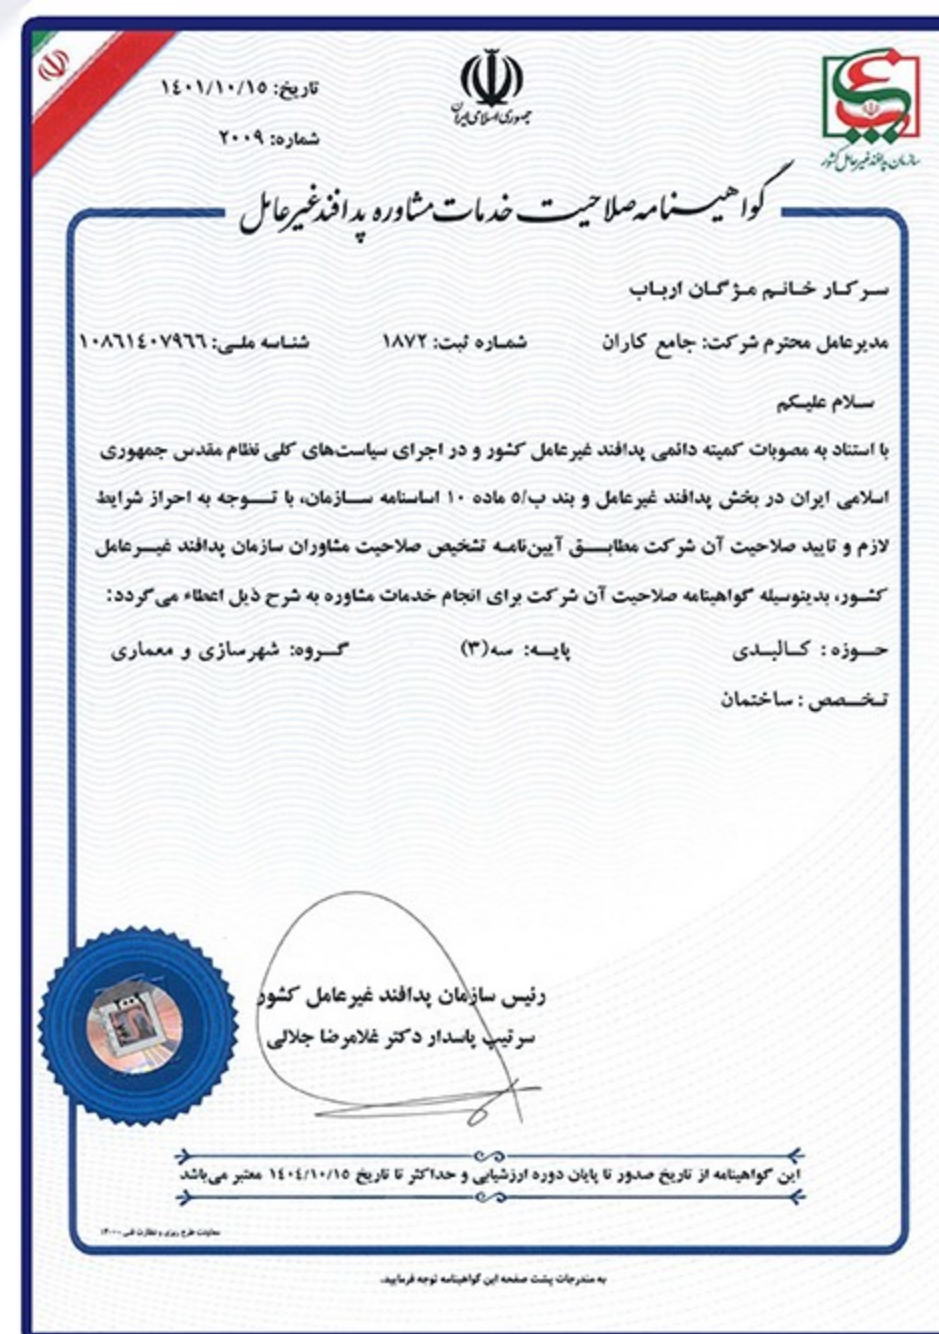 تاریخ: ۱۴۰۱/۱۰/۱۵
جمهوری اسلامی ایران
شماره: ۲۰۰۹
سازمان پدافند غیرعامل کشور
گواهینامه صلاحیت خدمات مشاوره پدافند غیرعامل
سرکار خانم مژگان ارباب
مدیرعامل محترم شرکت: جامع کاران شماره ثبت: ۱۸۷۲ شناسه ملی: ۱۰۸۶۱۴۰۷۹۶۶
سلام علیکم
با استناد به مصوبات کمیته دائمی پدافند غیرعامل کشور و در اجرای سیاست‌های کلی نظام مقدس جمهوری
اسلامی ایران در بخش پدافند غیرعامل و بند ب/۵ ماده ۱۰ اساسنامه سازمان، با توجه به احراز شرایط
لازم و تایید صلاحیت آن شرکت مطابق آیین‌نامه تشخیص صلاحیت مشاوران سازمان پدافند غیرعامل
کشور، بدینوسیله گواهینامه صلاحیت آن شرکت برای انجام خدمات مشاوره به شرح ذیل اعطاء می‌گردد:
حوزه: کالبدی پایه: سه(۳) گروه: شهرسازی و معماری
تخصص: ساختمان
رئیس سازمان پدافند غیرعامل کشور
سرتیپ پاسدار دکتر غلامرضا جلالی
این گواهینامه از تاریخ صدور تا پایان دوره ارزشیابی و حداکثر تا تاریخ ۱۴۰۴/۱۰/۱۵ معتبر می‌باشد
معاونت طرح ریزی و نظارت فنی
به مندرجات پشت صفحه این گواهینامه توجه فرمایید.